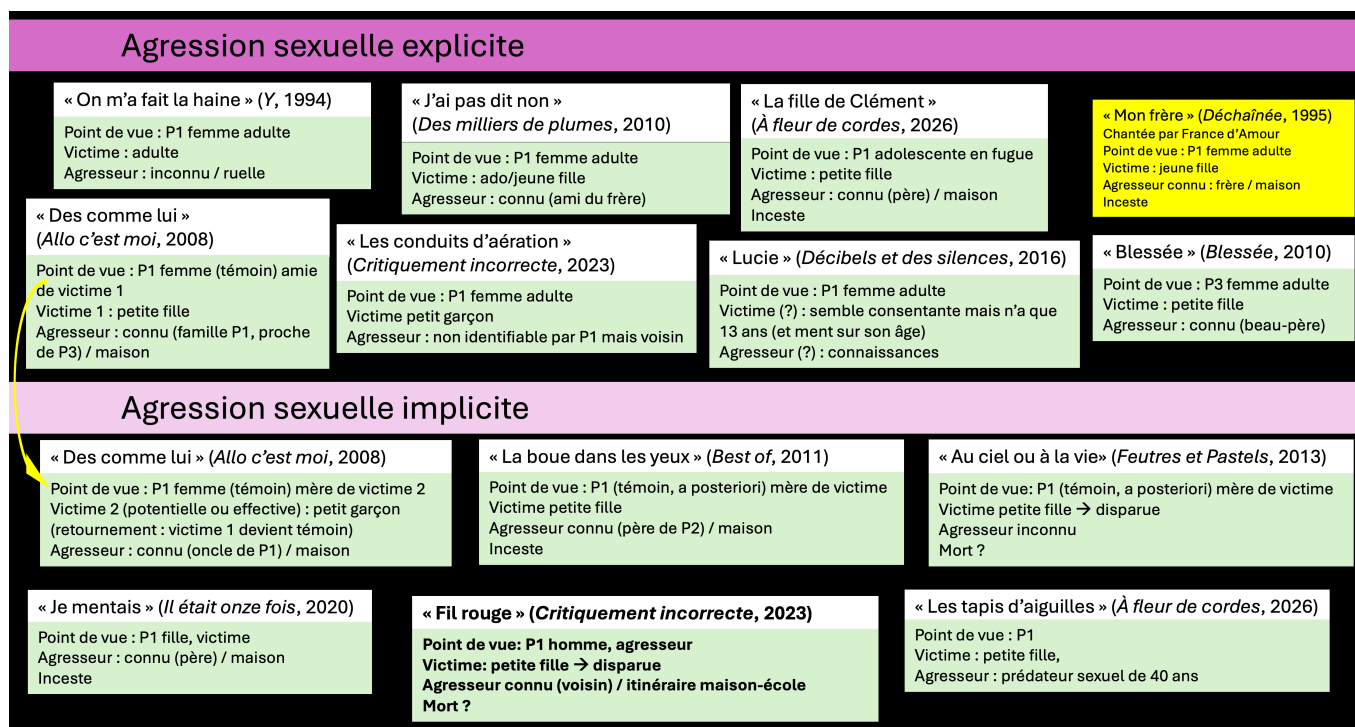 Agression sexuelle explicite
« On m’a fait la haine » (Y, 1994)
Point de vue : P1 femme adulte
Victime : adulte
Agresseur : inconnu / ruelle
« J’ai pas dit non »
(Des milliers de plumes, 2010)
Point de vue : P1 femme adulte
Victime : ado/jeune fille
Agresseur : connu (ami du frère)
« La fille de Clément »
(À fleur de cordes, 2026)
Point de vue : P1 adolescente en fugue
Victime : petite fille
Agresseur : connu (père) / maison
Inceste
« Mon frère » (Déchaînée, 1995)
Chantée par France d’Amour
Point de vue : P1 femme adulte
Victime : jeune fille
Agresseur connu : frère / maison
Inceste
« Des comme lui »
(Allo c’est moi, 2008)
Point de vue : P1 femme (témoin) amie
de victime 1
Victime 1 : petite fille
Agresseur : connu (famille P1, proche
de P3) / maison
« Les conduits d’aération »
(Critiquement incorrecte, 2023)
Point de vue : P1 femme adulte
Victime petit garçon
Agresseur : non identifiable par P1 mais voisin
« Lucie » (Décibels et des silences, 2016)
Point de vue : P1 femme adulte
Victime (?) : semble consentante mais n’a que
13 ans (et ment sur son âge)
Agresseur (?) : connaissances
« Blessée » (Blessée, 2010)
Point de vue : P3 femme adulte
Victime : petite fille
Agresseur : connu (beau-père)
Agression sexuelle implicite
« Des comme lui » (Allo c’est moi, 2008)
Point de vue : P1 femme (témoin) mère de victime 2
Victime 2 (potentielle ou effective) : petit garçon
(retournement : victime 1 devient témoin)
Agresseur : connu (oncle de P1) / maison
« La boue dans les yeux » (Best of, 2011)
Point de vue : P1 (témoin, a posteriori) mère de victime
Victime petite fille
Agresseur connu (père de P2) / maison
Inceste
« Au ciel ou à la vie» (Feutres et Pastels, 2013)
Point de vue: P1 (témoin, a posteriori) mère de victime
Victime petite fille → disparue
Agresseur inconnu
Mort ?
« Je mentais » (Il était onze fois, 2020)
Point de vue : P1 fille, victime
Agresseur : connu (père) / maison
Inceste
« Fil rouge » (Critiquement incorrecte, 2023)
Point de vue: P1 homme, agresseur
Victime: petite fille → disparue
Agresseur connu (voisin) / itinéraire maison-école
Mort ?
« Les tapis d’aiguilles » (À fleur de cordes, 2026)
Point de vue : P1
Victime : petite fille,
Agresseur : prédateur sexuel de 40 ans